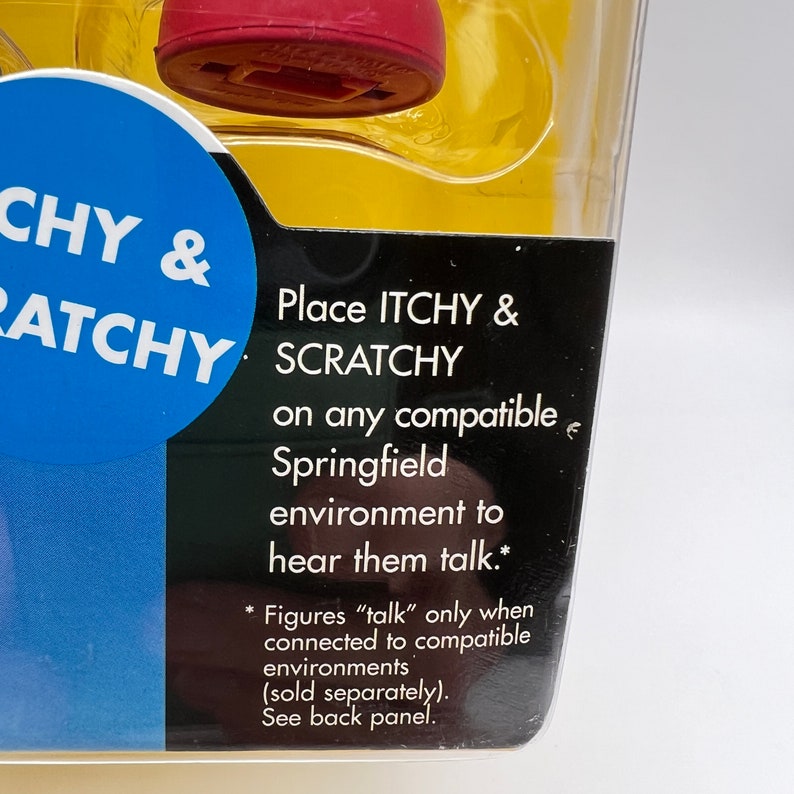 CHY &
RATCHY
Place ITCHY &
SCRATCHY
on any compatible
Springfield
environment to
hear them talk.*
* Figures “talk” only when
connected to compatible
environments
(sold separately).
See back panel.